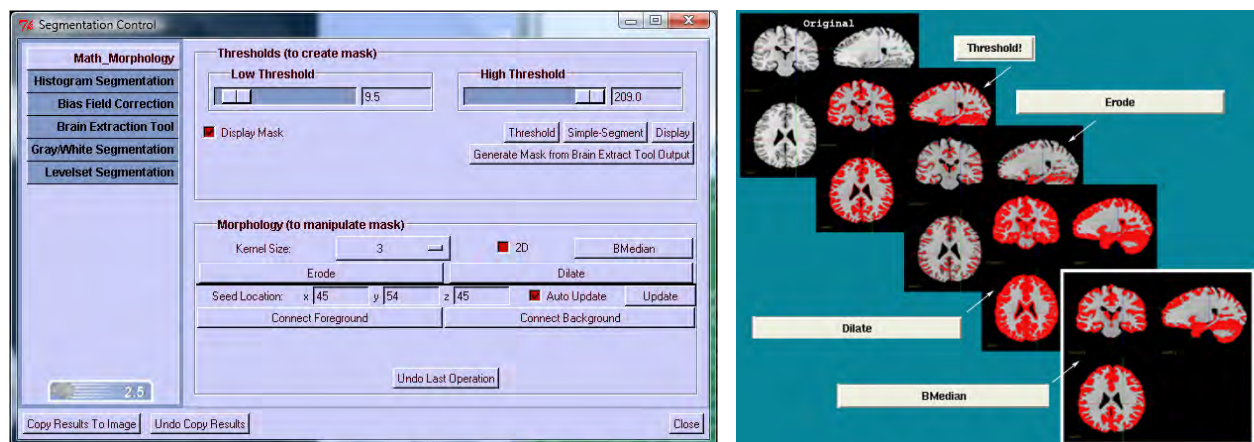 Segmentation Control
Math_Morphology
Histogram Segmentation
Bias Field Correction
Brain Extraction Tool
Gray/White Segmentation
Levelset Segmentation
2.5
Thresholds (to create mask)
Low Threshold
High Threshold
9.5
209.0
Display Mask
Threshold Simple-Segment Display
Generate Mask from Brain Extract Tool Output
Morphology (to manipulate mask)
Kernel Size: 3 2D BMedian
Erode Dilate
Seed Location: x 45 y 54 z 45 Auto Update Update
Connect Foreground Connect Background
Undo Last Operation
Copy Results To Image Undo Copy Results Close
Original
Threshold!
Erode
Dilate
BMedian